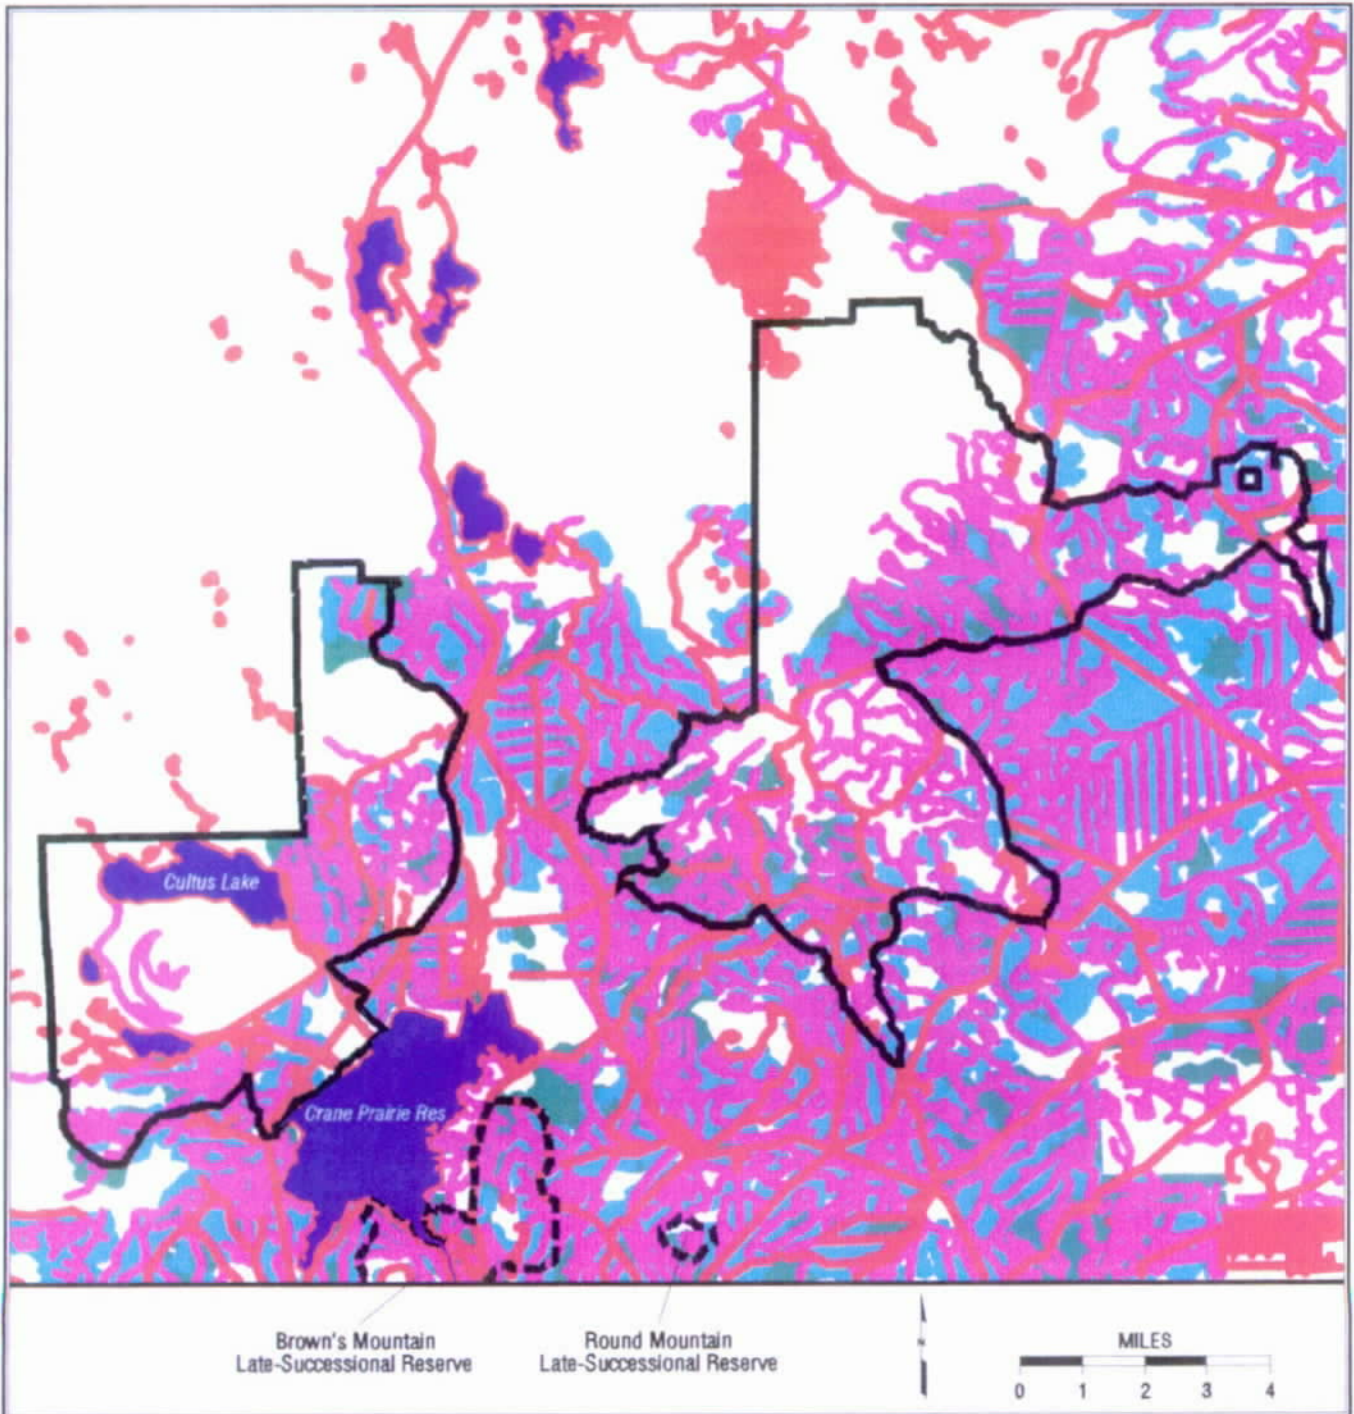 Cultus Lake
Crane Prairie Res
Brown's Mountain
Late-Successional Reserve
Round Mountain
Late-Successional Reserve
N
MILES
0 1 2 3 4